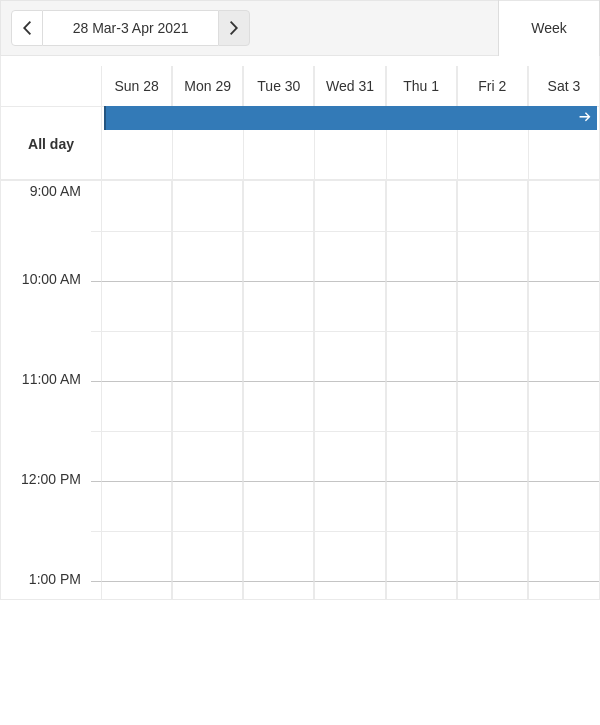 28 Mar-3 Apr 2021
Week
Sun 28 Mon 29 Tue 30 Wed 31 Thu 1 Fri 2 Sat 3
All day
9:00 AM
10:00 AM
11:00 AM
12:00 PM
1:00 PM